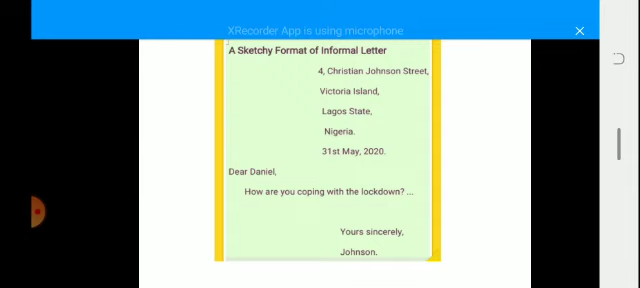 XRecorder App is using microphone
A Sketchy Format of Informal Letter
4, Christian Johnson Street,
Victoria Island,
Lagos State,
Nigeria.
31st May, 2020.
Dear Daniel,
How are you coping with the lockdown? ...
Yours sincerely,
Johnson.